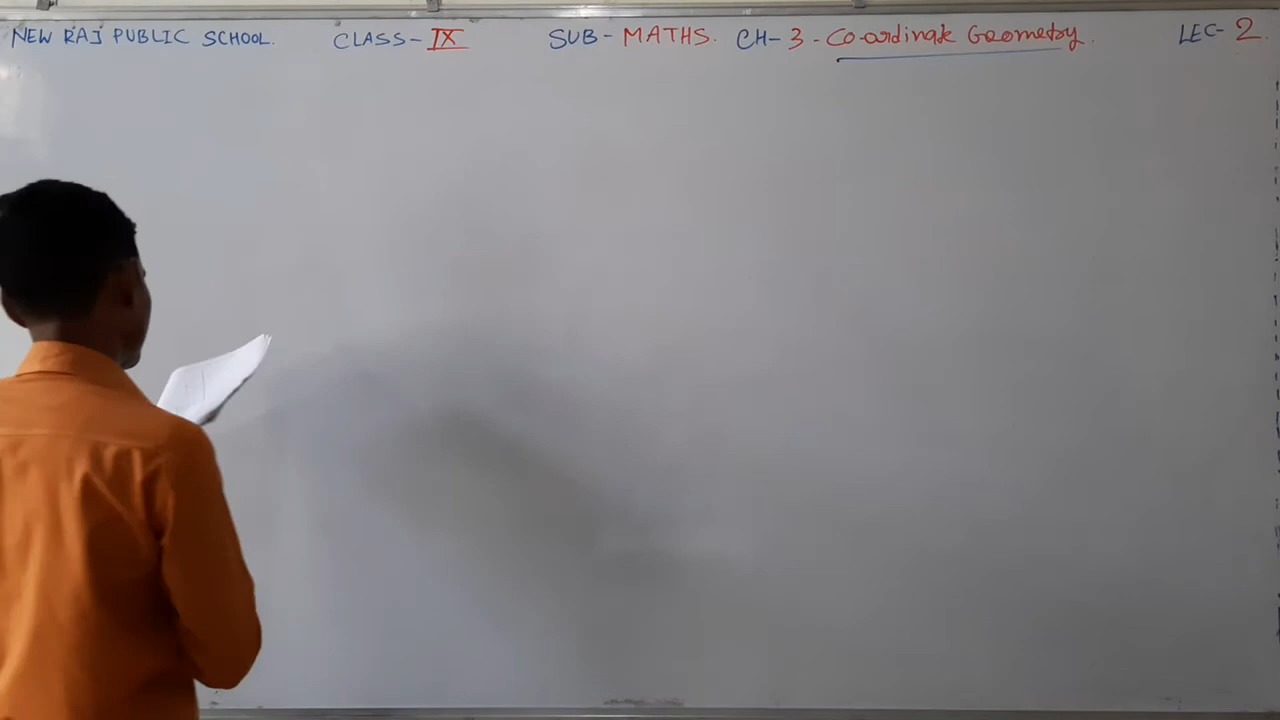 NEW RAJ PUBLIC SCHOOL. CLASS-IX SUB-MATHS. CH-3-Co-ordinate Geometry. LEC-2.